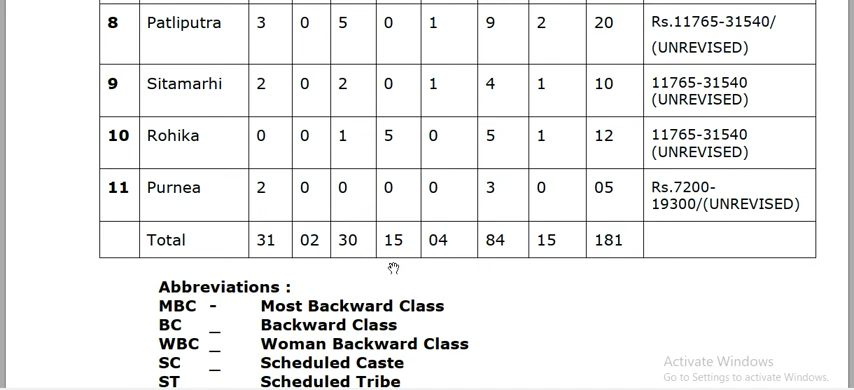 8 Patliputra 3 0 5 0 1 9 2 20 Rs.11765-31540/
(UNREVISED)
9 Sitamarhi 2 0 2 0 1 4 1 10 11765-31540
(UNREVISED)
10 Rohika 0 0 1 5 0 5 1 12 11765-31540
(UNREVISED)
11 Purnea 2 0 0 0 0 3 0 05 Rs.7200-
19300/(UNREVISED)
Total 31 02 30 15 04 84 15 181
Abbreviations :
MBC - Most Backward Class
BC _ Backward Class
WBC _ Woman Backward Class
SC _ Scheduled Caste
ST Scheduled Tribe
Activate Windows
Go to Settings to activate Windows.